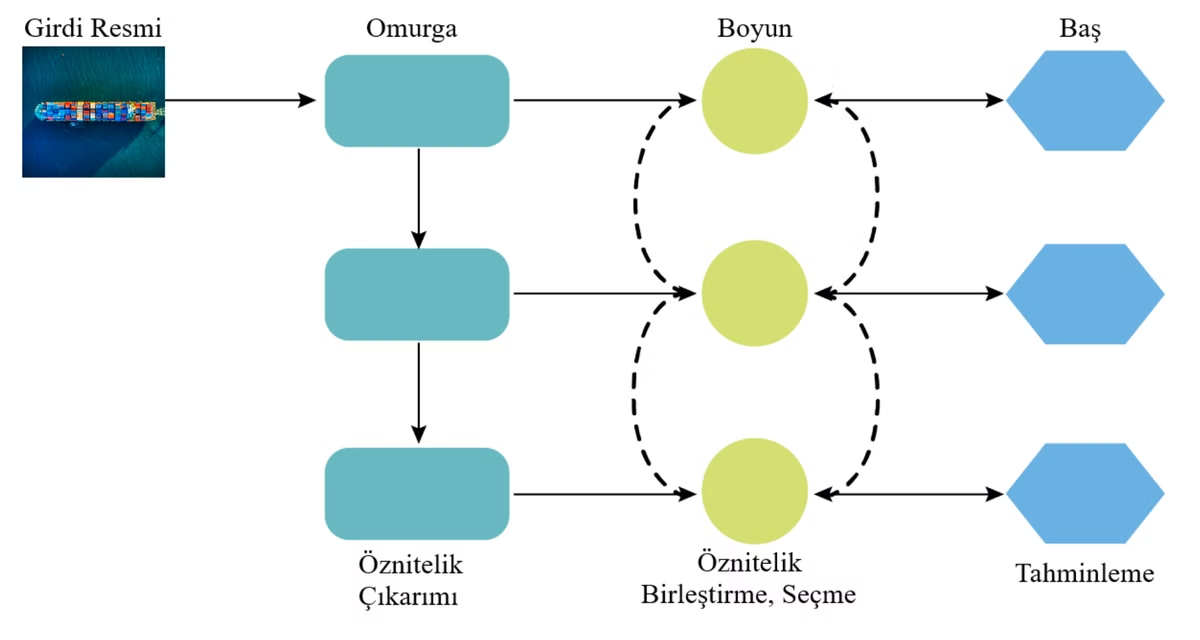 Girdi Resmi
Omurga
Boyun
Baş
Öznitelik
Çıkarımı
Öznitelik
Birleştirme, Seçme
Tahminleme